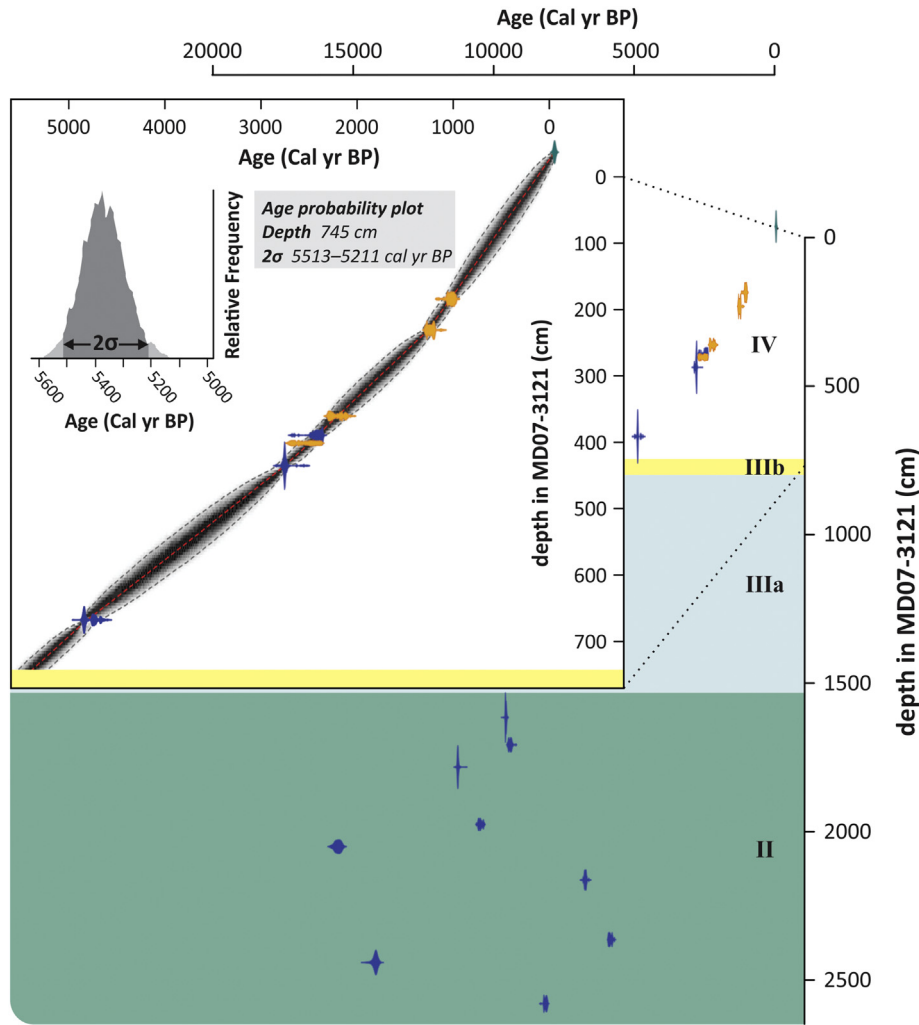 Age (Cal yr BP)
20000 15000 10000 5000 0
5000 4000 3000 2000 1000 0
Age (Cal yr BP)
Age probability plot
Depth 745 cm
2σ 5513–5211 cal yr BP
Relative Frequency
2σ
5600 5400 5200 5000
Age (Cal yr BP)
0
100
200
300
400
500
600
700
depth in MD07-3121 (cm)
IV
IIIb
IIIa
II
0
500
1000
1500
2000
2500
depth in MD07-3121 (cm)